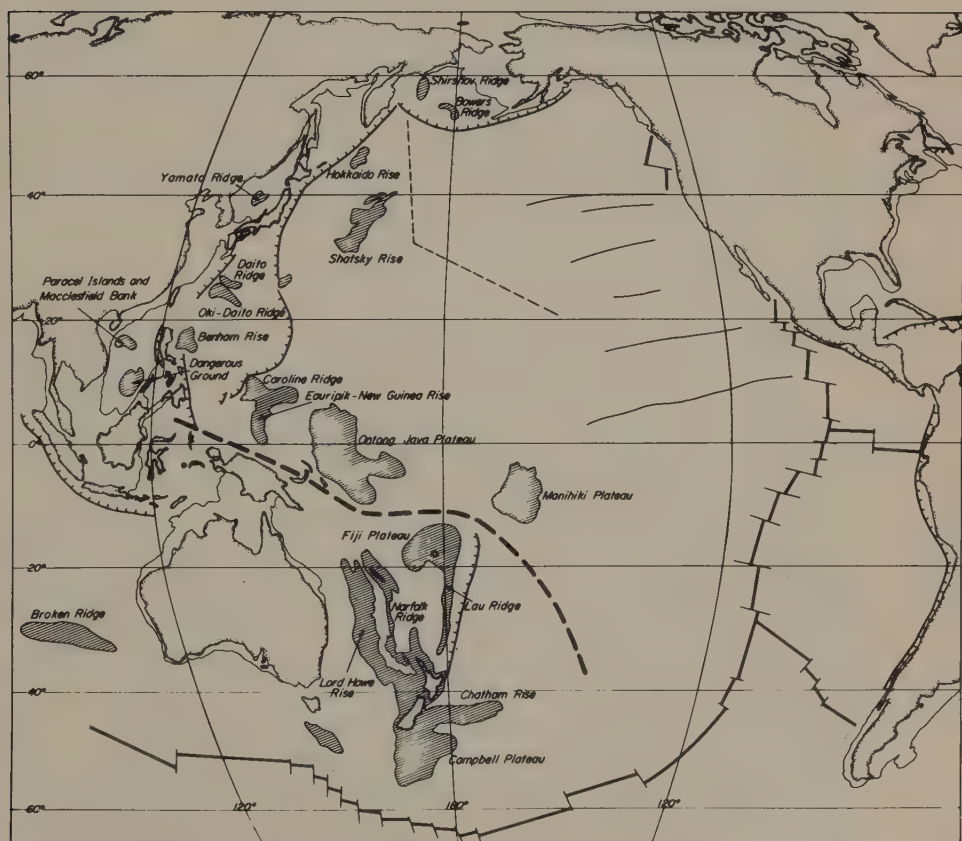 60°
Shirshov Ridge
Bowers
Ridge
Hokkaido Rise
Yamato Ridge
40°
Shatsky Rise
Daito
Ridge
Paracel Islands and
Macclesfield Bank
Oki-Daito Ridge
20°
Benham Rise
Dangerous
Ground
Caroline Ridge
Eauripik-New Guinea Rise
Ontong Java Plateau
0°
Manihiki Plateau
Fiji Plateau
20°
Broken Ridge
Norfolk
Ridge
Lau Ridge
Lord Howe
Rise
40°
Chatham Rise
Campbell Plateau
60°
120°
180°
120°